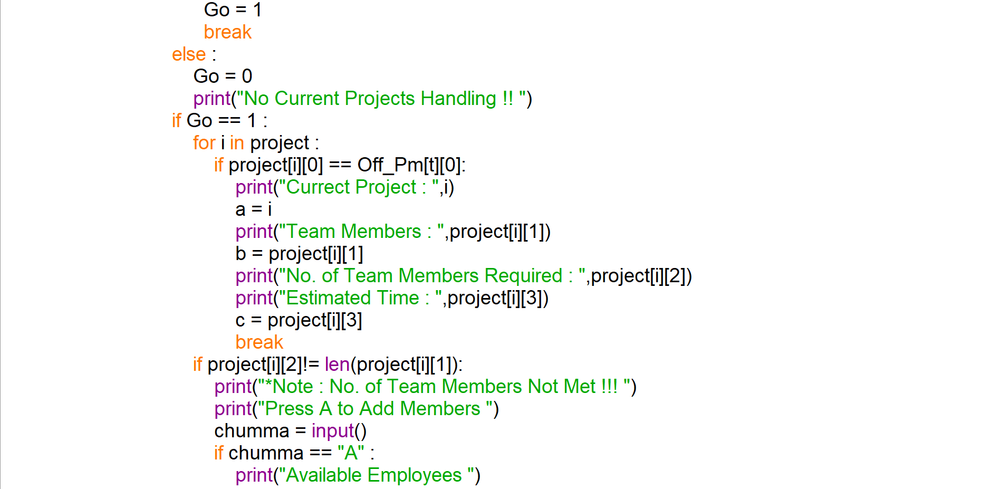 Go = 1
break
else :
Go = 0
print("No Current Projects Handling !! ")
if Go == 1 :
for i in project :
if project[i][0] == Off_Pm[t][0]:
print("Currect Project : ",i)
a = i
print("Team Members : ",project[i][1])
b = project[i][1]
print("No. of Team Members Required : ",project[i][2])
print("Estimated Time : ",project[i][3])
c = project[i][3]
break
if project[i][2]!= len(project[i][1]):
print("*Note : No. of Team Members Not Met !!! ")
print("Press A to Add Members ")
chumma = input()
if chumma == "A" :
print("Available Employees ")